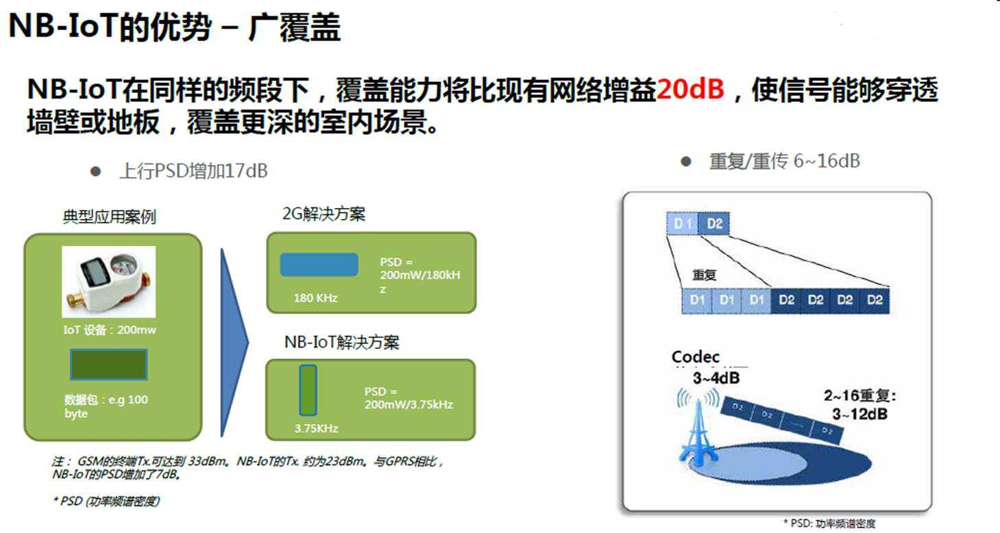 NB-IoT的优势 – 广覆盖
NB-IoT在同样的频段下，覆盖能力将比现有网络增益20dB，使信号能够穿透
墙壁或地板，覆盖更深的室内场景。
● 上行PSD增加17dB
典型应用案例
IoT 设备：200mw
数据包：e.g 100
byte
2G解决方案
180 KHz
PSD =
200mW/180kH
z
NB-IoT解决方案
3.75KHz
PSD =
200mW/3.75kHz
注： GSM的终端Tx.可达到 33dBm。NB-IoT的Tx. 约为23dBm。与GPRS相比，
NB-IoT的PSD增加了7dB。
* PSD (功率频谱密度)
● 重复/重传 6~16dB
D 1 D2
重复
D1 D1 D1 D2 D2 D2 D2
Codec
3~4dB
D2 D2 ...... D2
2~16重复:
3~12dB
* PSD: 功率频谱密度